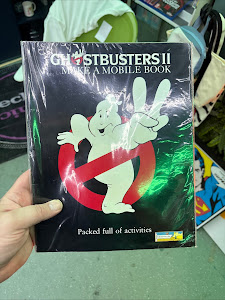 GHOSTBUSTERS II
MAKE A MOBILE BOOK
Packed full of activities